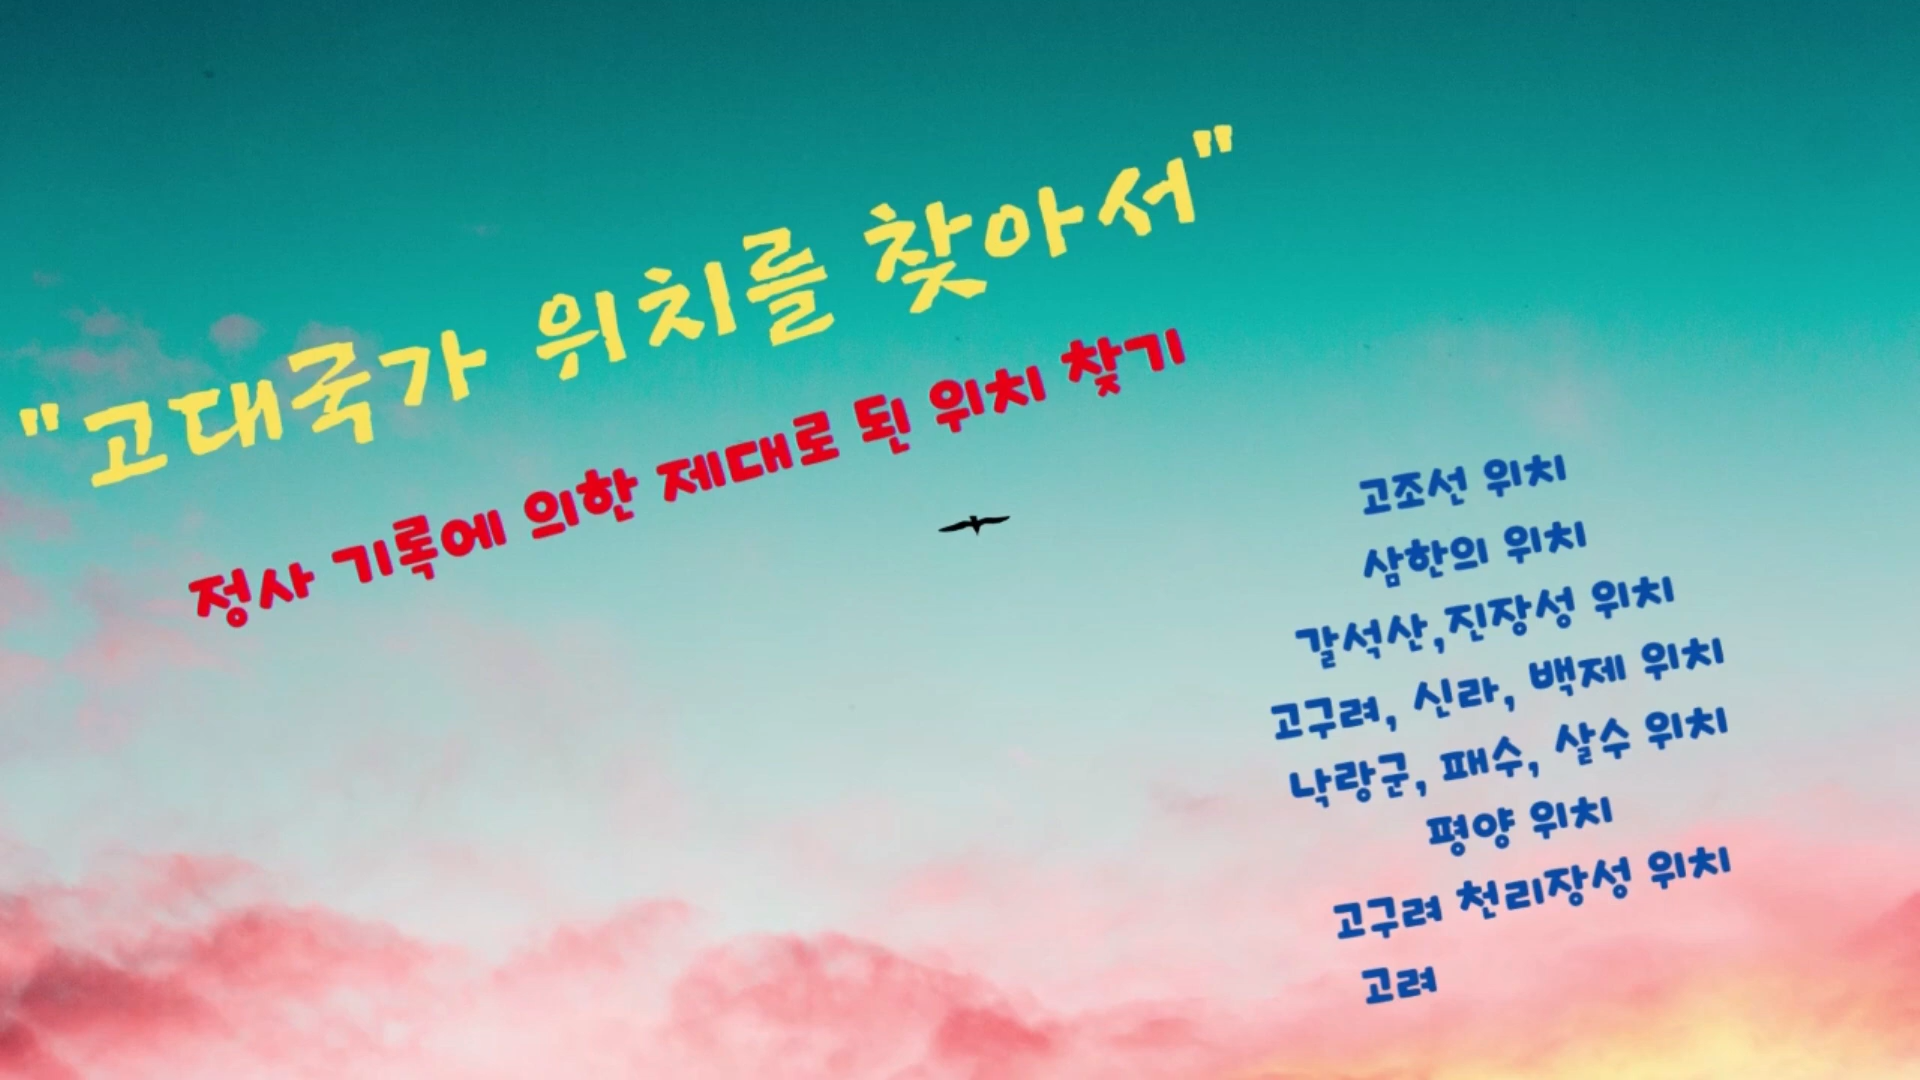 "고대국가 위치를 찾아서"
정사 기록에 의한 제대로 된 위치 찾기
고조선 위치
삼한의 위치
갈석산,진장성 위치
고구려, 신라, 백제 위치
낙랑군, 패수, 살수 위치
평양 위치
고구려 천리장성 위치
고려